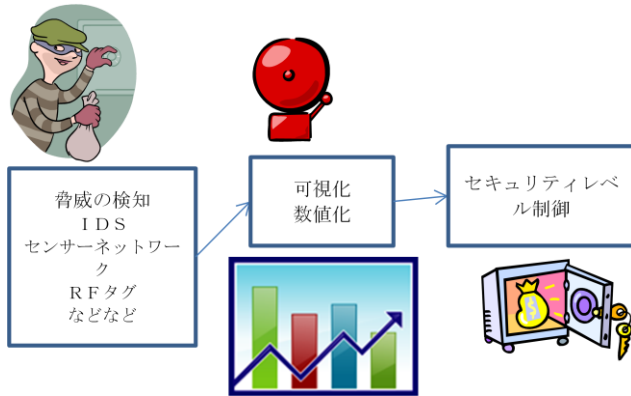 脅威の検知
ＩＤＳ
センサーネットワー
ク
ＲＦタグ
などなど
可視化
数値化
セキュリティレベ
ル制御